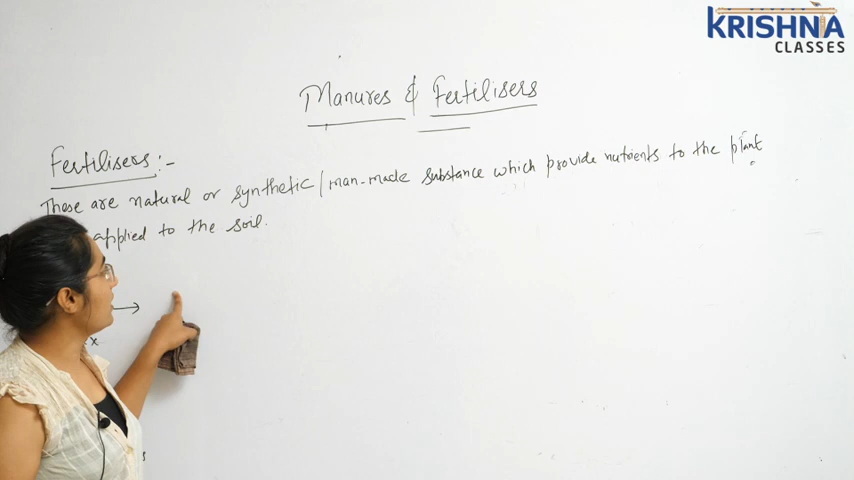 KRISHNA
CLASSES
Manures & Fertilisers
Fertilisers:-
These are natural or synthetic/man-made substance which provide nutrients to the plant
applied to the soil.